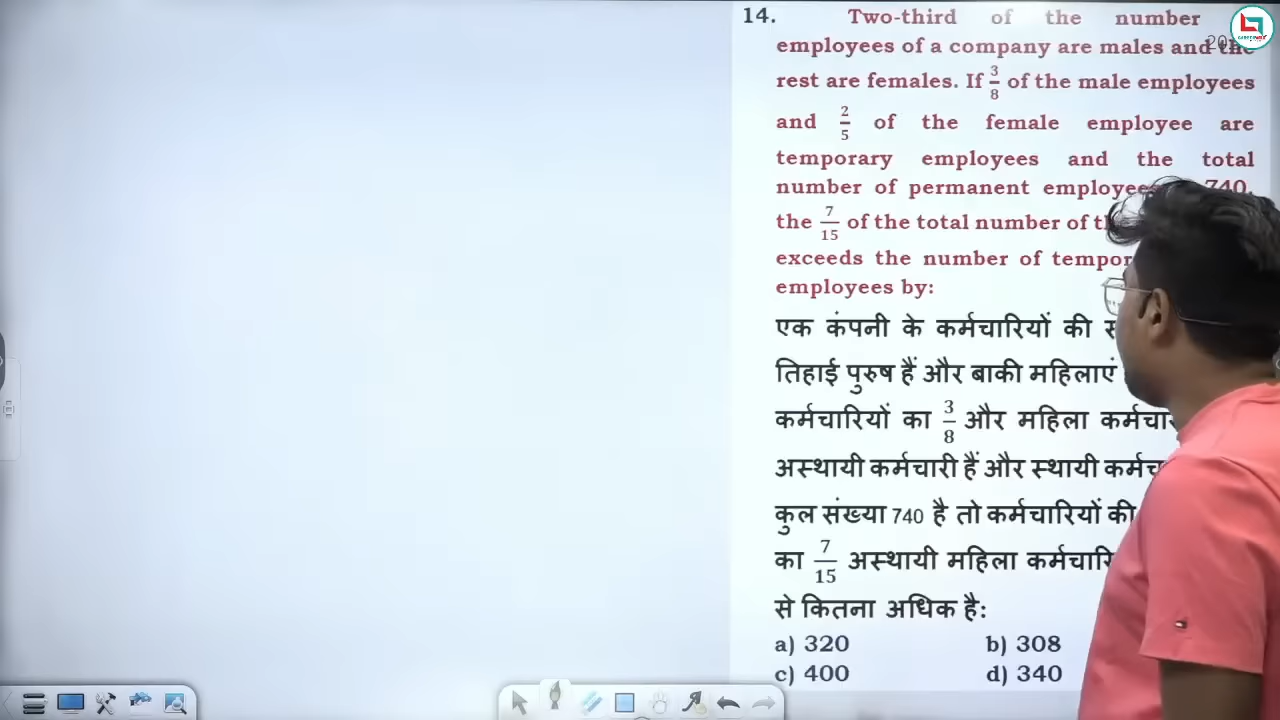 14. Two-third of the number
employees of a company are males and the
rest are females. If 3/8 of the male employees
and 2/5 of the female employee are
temporary employees and the total
number of permanent employees 740,
the 7/15 of the total number of
exceeds the number of
employees by:
एक कंपनी के कर्मचारियों की
तिहाई पुरुष हैं और बाकी महिलाएं
कर्मचारियों का 3/8 और महिला
अस्थायी कर्मचारी हैं और स्थायी
कुल संख्या 740 है तो कर्मचारियों की
का 7/15 अस्थायी महिला
से कितना अधिक है:
a) 320 b) 308
c) 400 d) 340